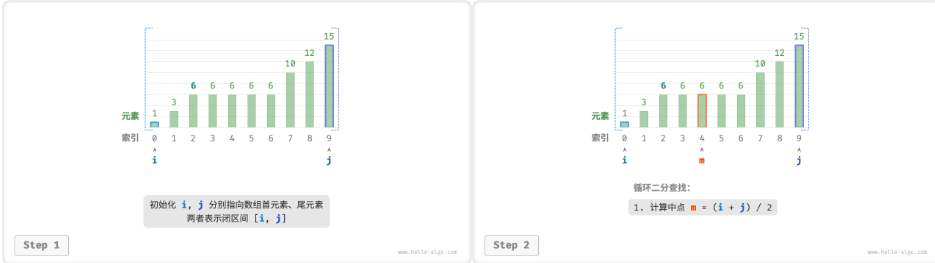 15
12
10
6 6 6 6 6
3
元素 1
索引 0 1 2 3 4 5 6 7 8 9
i j
初始化 i, j 分别指向数组首元素、尾元素
两者表示闭区间 [i, j]
Step 1
www.hello-algo.com
15
12
10
6 6 6 6 6
3
元素 1
索引 0 1 2 3 4 5 6 7 8 9
i m j
循环二分查找:
1. 计算中点 m = (i + j) / 2
Step 2
www.hello-algo.com